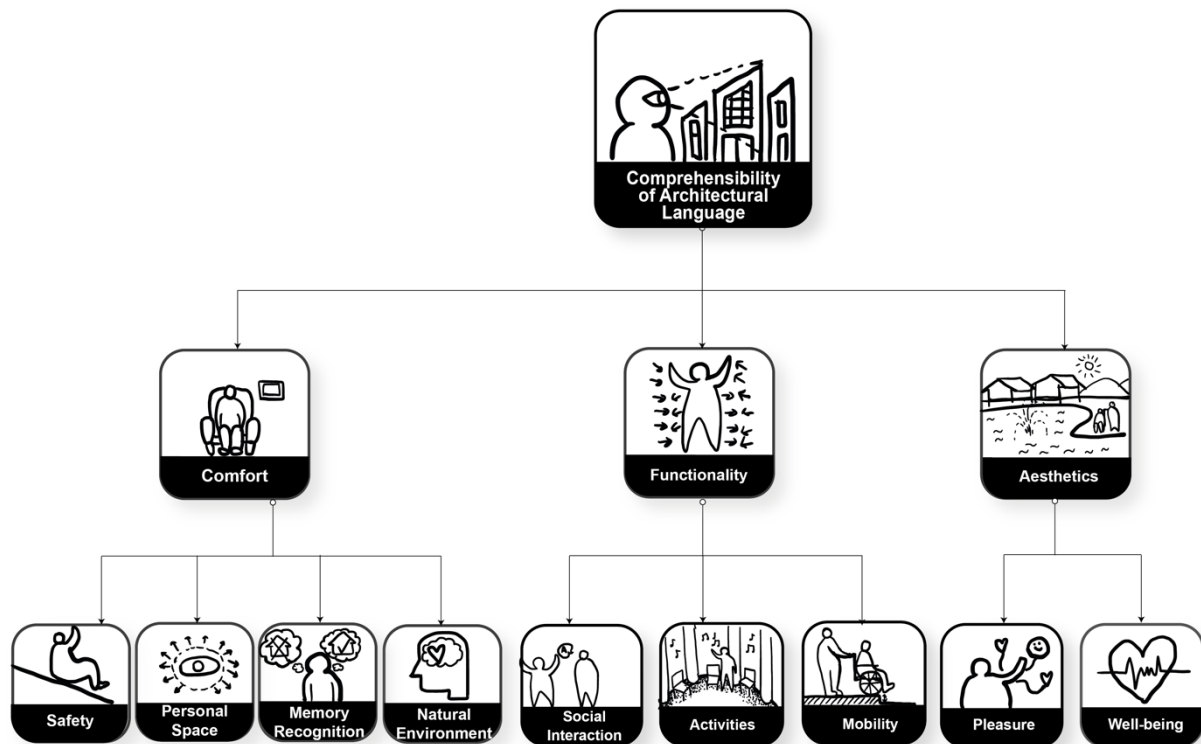 Comprehensibility
of Architectural
Language
Comfort
Functionality
Aesthetics
Safety
Personal
Space
Memory
Recognition
Natural
Environment
Social
Interaction
Activities
Mobility
Pleasure
Well-being